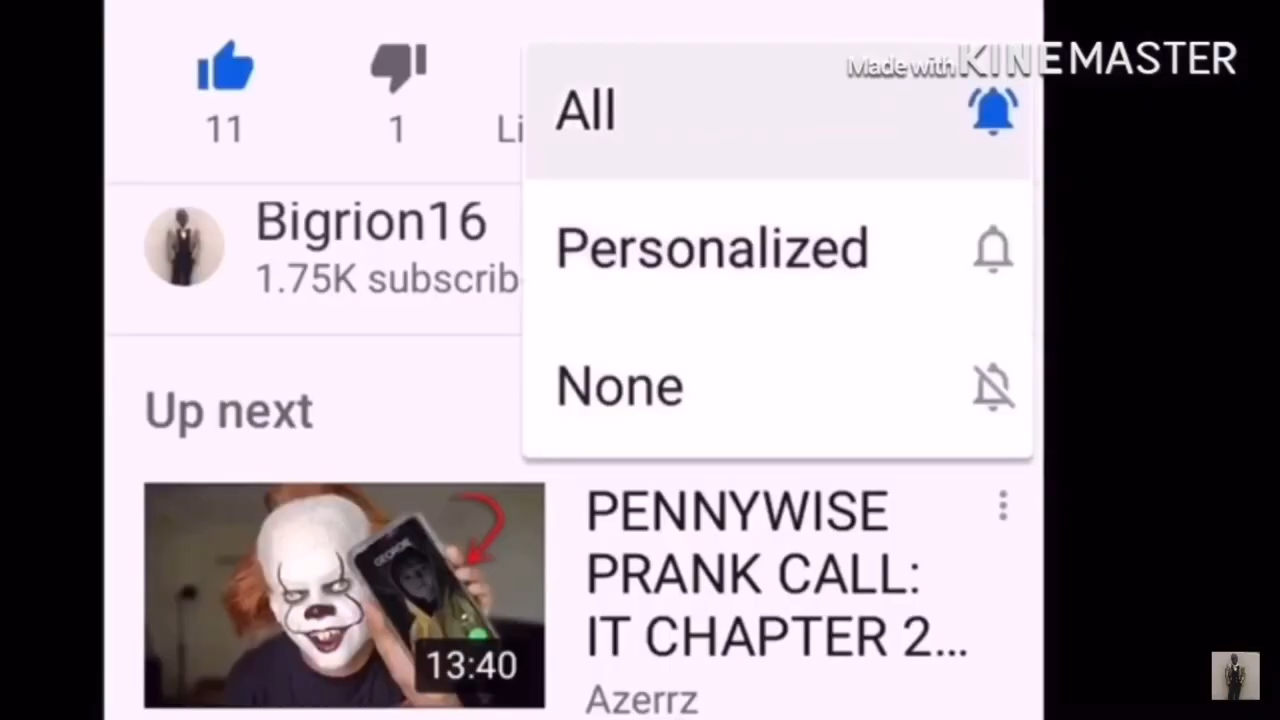 Made with KINEMASTER
11
1
Li
All
Bigrion16
1.75K subscrib
Personalized
None
Up next
GEORGIE
13:40
PENNYWISE
PRANK CALL:
IT CHAPTER 2...
Azerrz